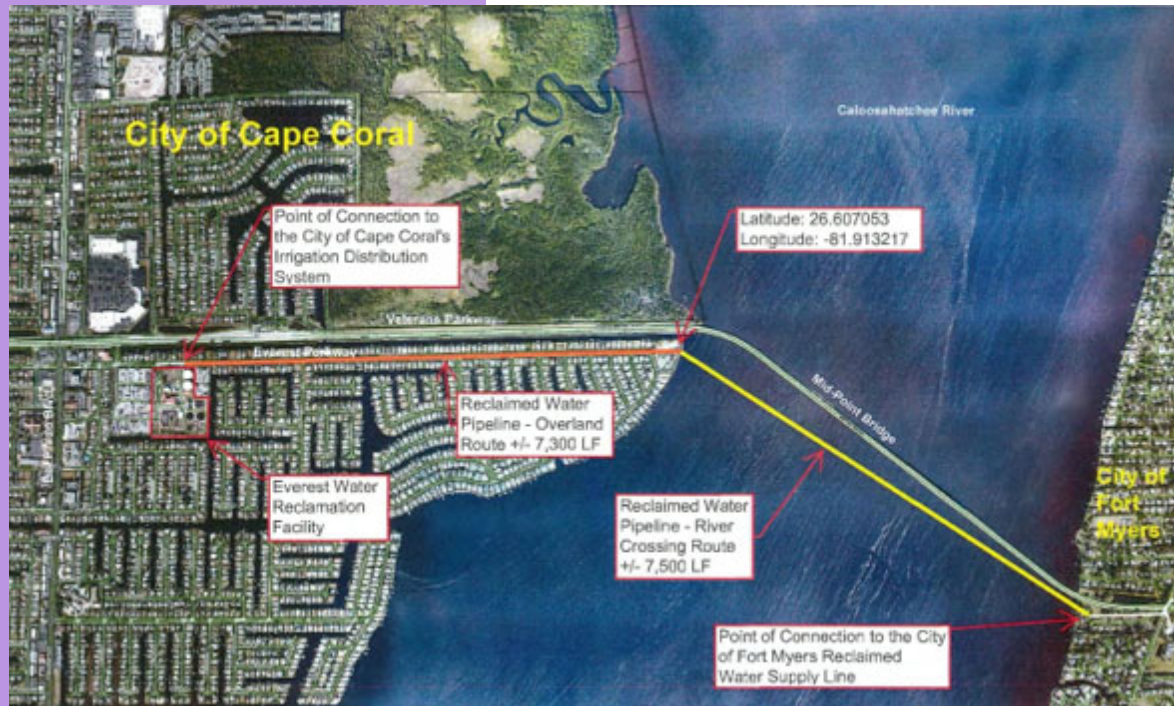 Caloosahatchee River
City of Cape Coral
Point of Connection to
the City of Cape Coral's
Irrigation Distribution
System
Latitude: 26.607053
Longitude: -81.913217
Veterans Parkway
Everest Parkway
Mid-Point Bridge
Reclaimed Water
Pipeline - Overland
Route +/- 7,300 LF
Everest Water
Reclamation
Facility
Reclaimed Water
Pipeline - River
Crossing Route
+/- 7,500 LF
City of
Fort
Myers
Point of Connection to the City
of Fort Myers Reclaimed
Water Supply Line